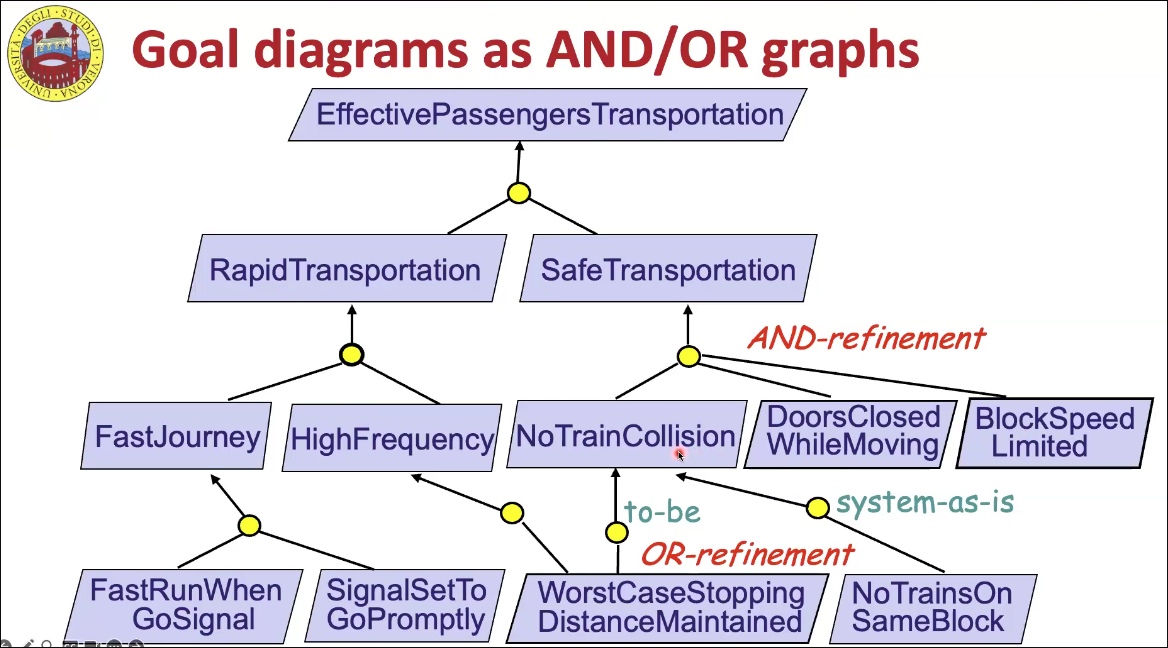 UNIVERSITÀ DEGLI STUDI DI VERONA
Goal diagrams as AND/OR graphs
EffectivePassengersTransportation
RapidTransportation
SafeTransportation
AND-refinement
FastJourney
HighFrequency
NoTrainCollision
DoorsClosed
WhileMoving
BlockSpeed
Limited
to-be
system-as-is
OR-refinement
FastRunWhen
GoSignal
SignalSetTo
GoPromptly
WorstCaseStopping
DistanceMaintained
NoTrainsOn
SameBlock